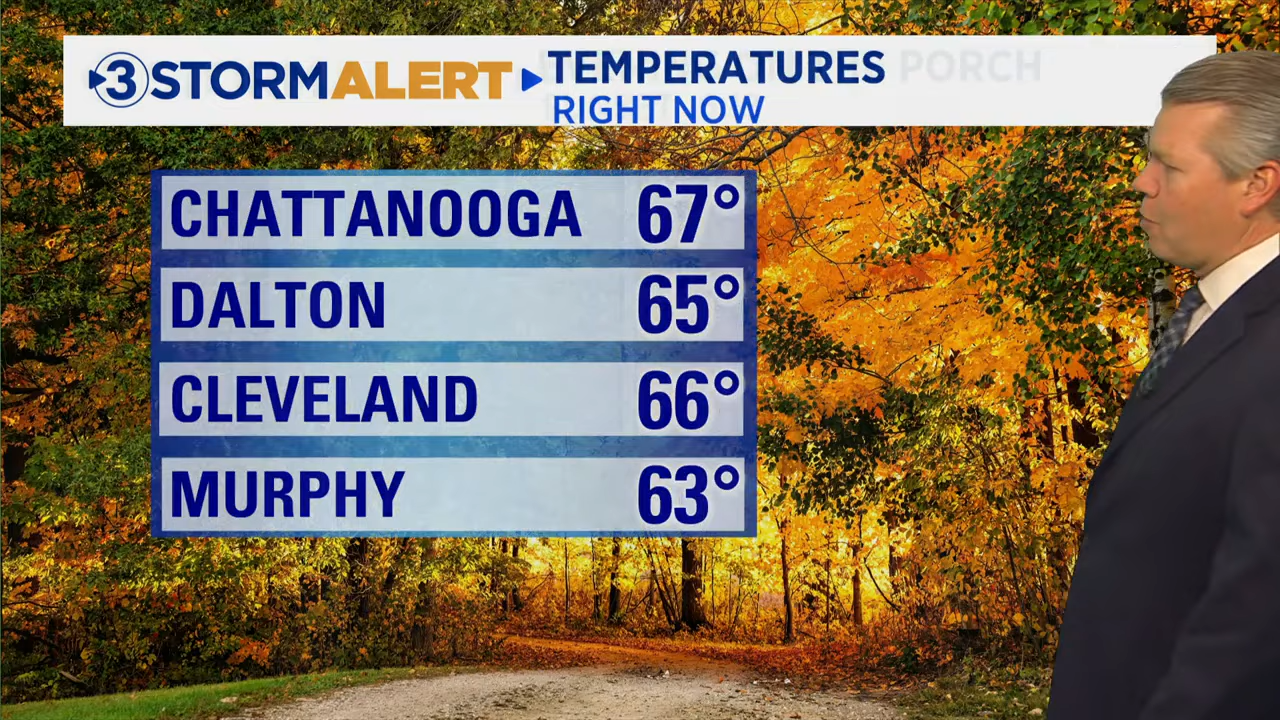 3 STORM ALERT TEMPERATURES PORCH
RIGHT NOW
CHATTANOOGA 67°
DALTON 65°
CLEVELAND 66°
MURPHY 63°